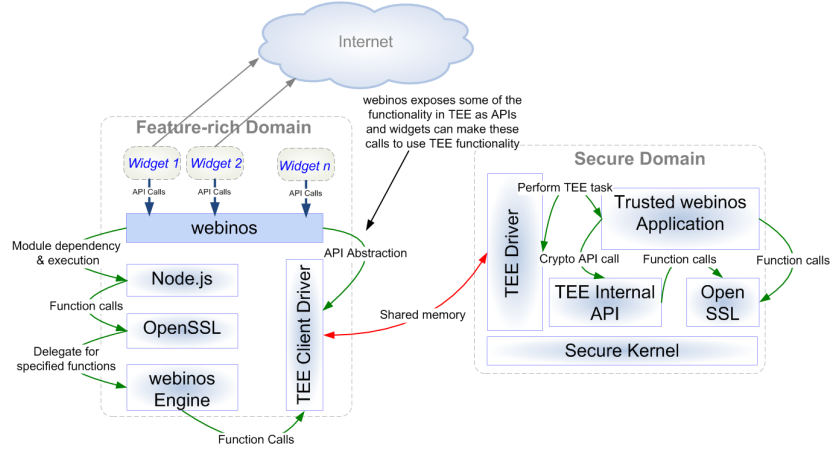 Internet
webinos exposes some of the
functionality in TEE as APIs
and widgets can make these
calls to use TEE functionality
Feature-rich Domain
Widget 1
Widget 2
Widget n
API Calls
API Calls
API Calls
webinos
Module dependency
& execution
API Abstraction
Node.js
Function calls
OpenSSL
Delegate for
specified functions
webinos
Engine
Function Calls
TEE Client Driver
Shared memory
Secure Domain
TEE Driver
Perform TEE task
Trusted webinos
Application
Crypto API call
Function calls
Function calls
TEE Internal
API
Open
SSL
Secure Kernel